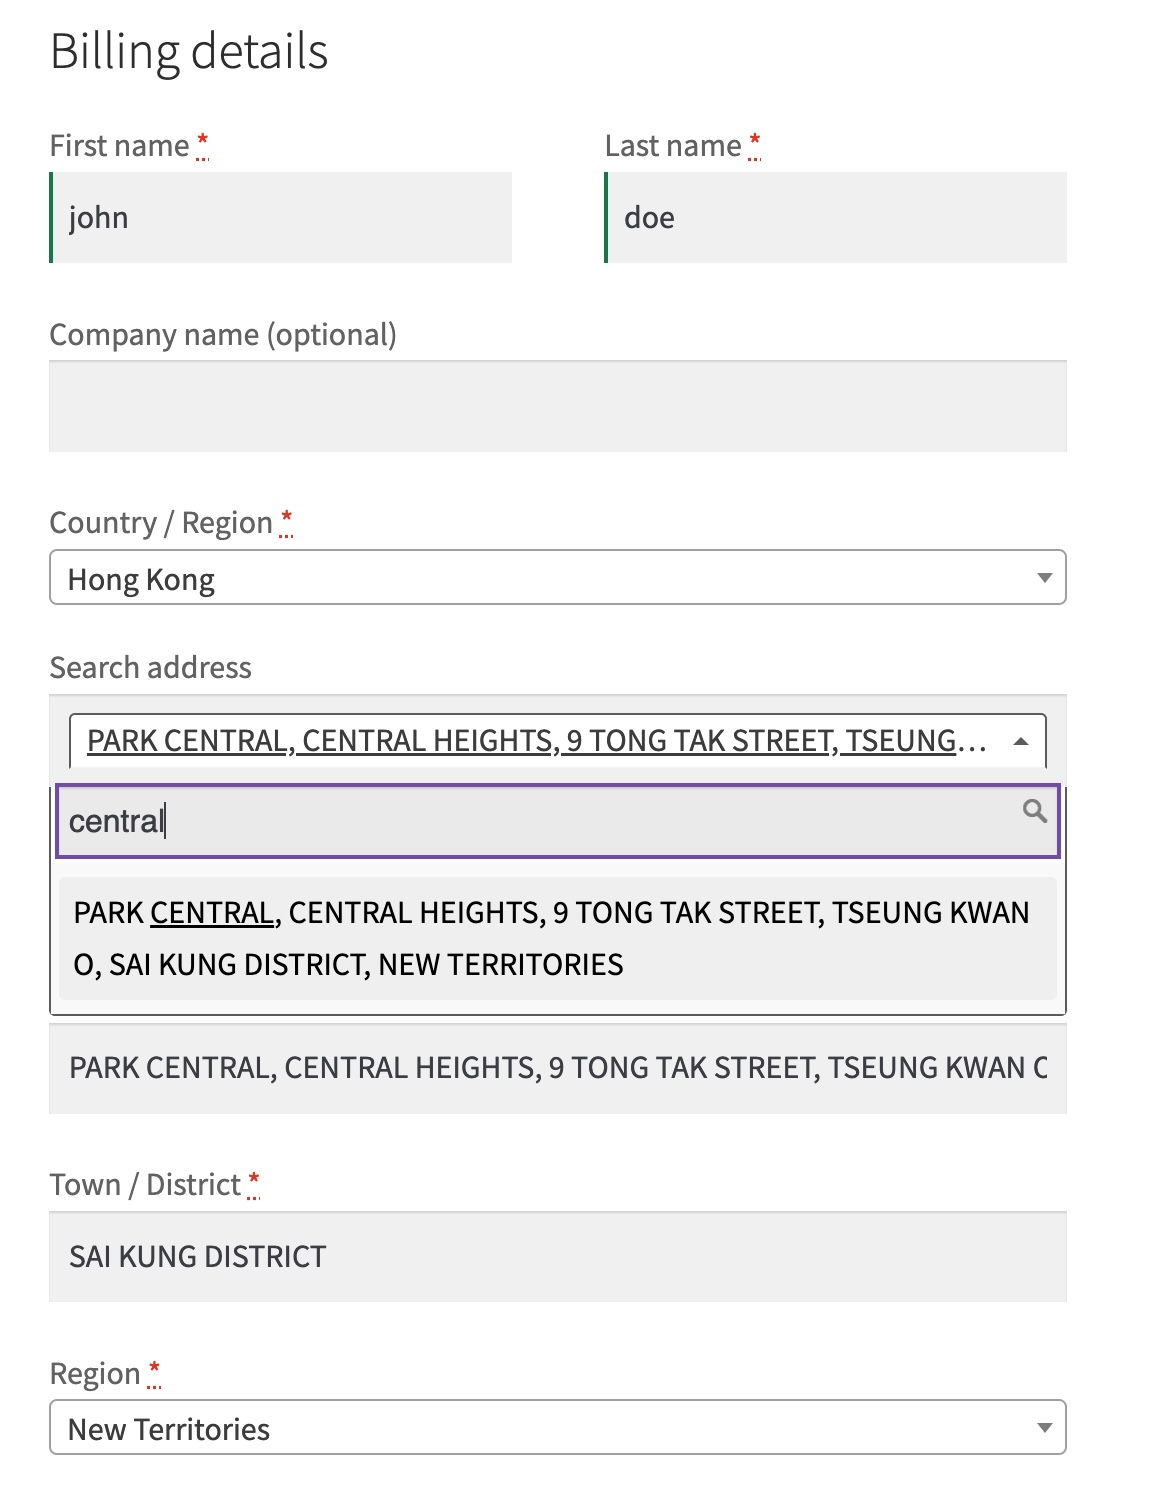 Billing details
First name *
Last name *
john
doe
Company name (optional)
Country / Region *
Hong Kong
Search address
PARK CENTRAL, CENTRAL HEIGHTS, 9 TONG TAK STREET, TSEUNG...
central
PARK CENTRAL, CENTRAL HEIGHTS, 9 TONG TAK STREET, TSEUNG KWAN
O, SAI KUNG DISTRICT, NEW TERRITORIES
PARK CENTRAL, CENTRAL HEIGHTS, 9 TONG TAK STREET, TSEUNG KWAN O
Town / District *
SAI KUNG DISTRICT
Region *
New Territories